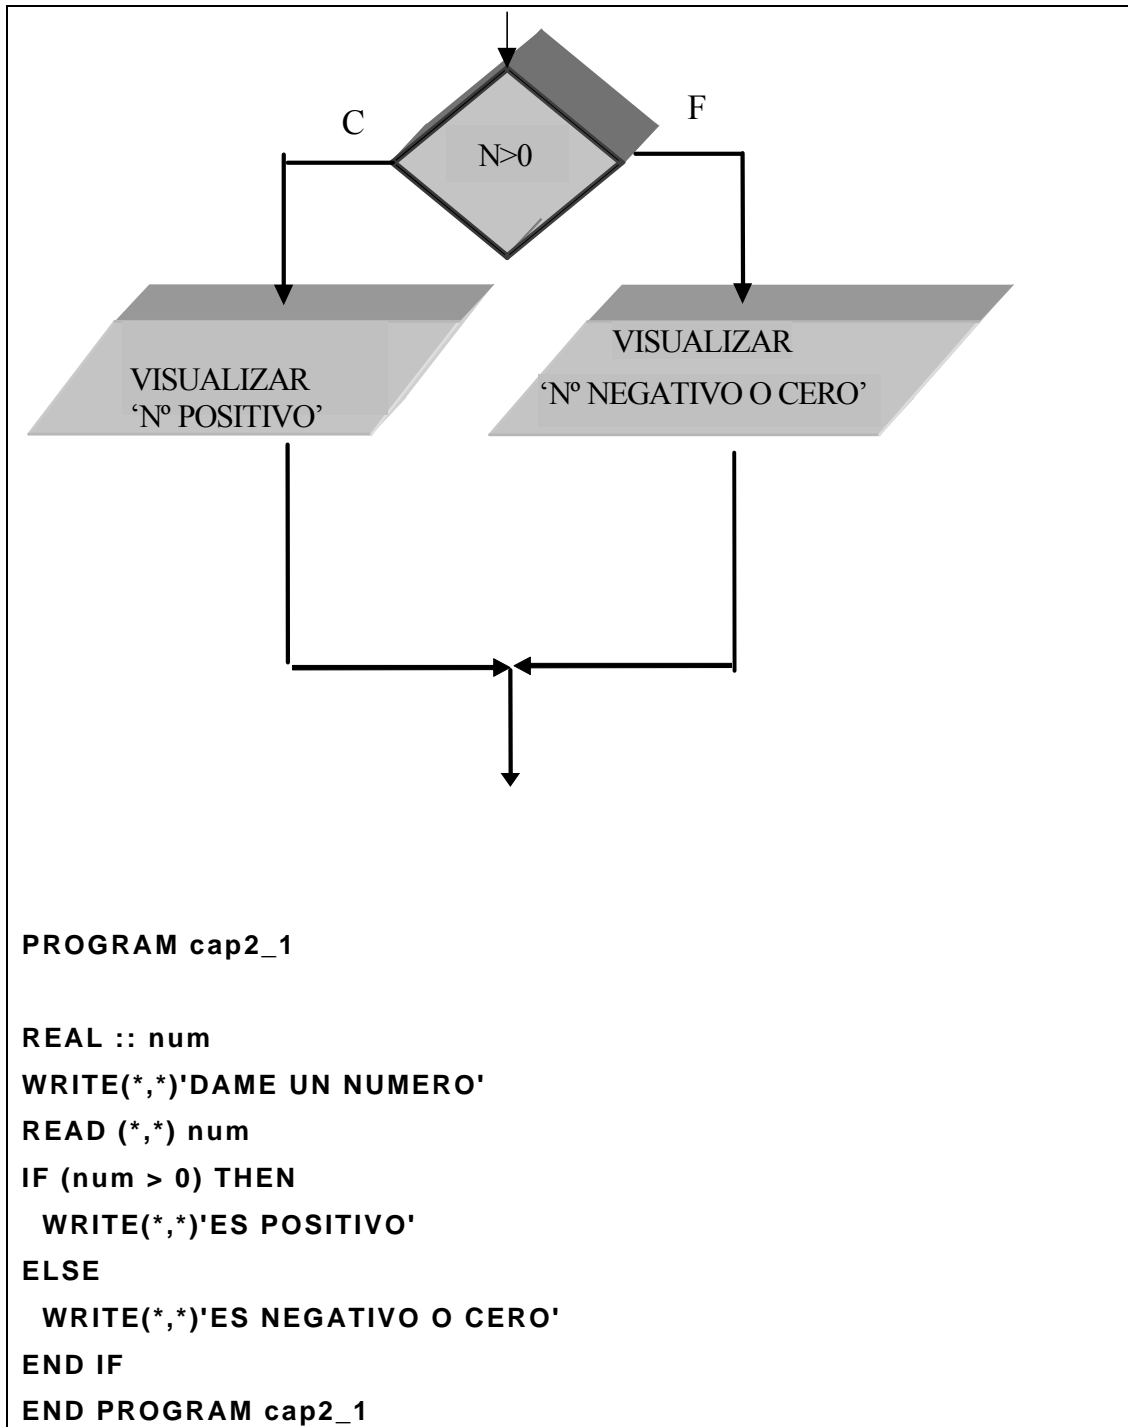 C
F
N>0
VISUALIZAR
‘Nº POSITIVO’
VISUALIZAR
‘Nº NEGATIVO O CERO’
PROGRAM cap2_1
REAL :: num
WRITE(*,*)'DAME UN NUMERO'
READ (*,*) num
IF (num > 0) THEN
WRITE(*,*)'ES POSITIVO'
ELSE
WRITE(*,*)'ES NEGATIVO O CERO'
END IF
END PROGRAM cap2_1